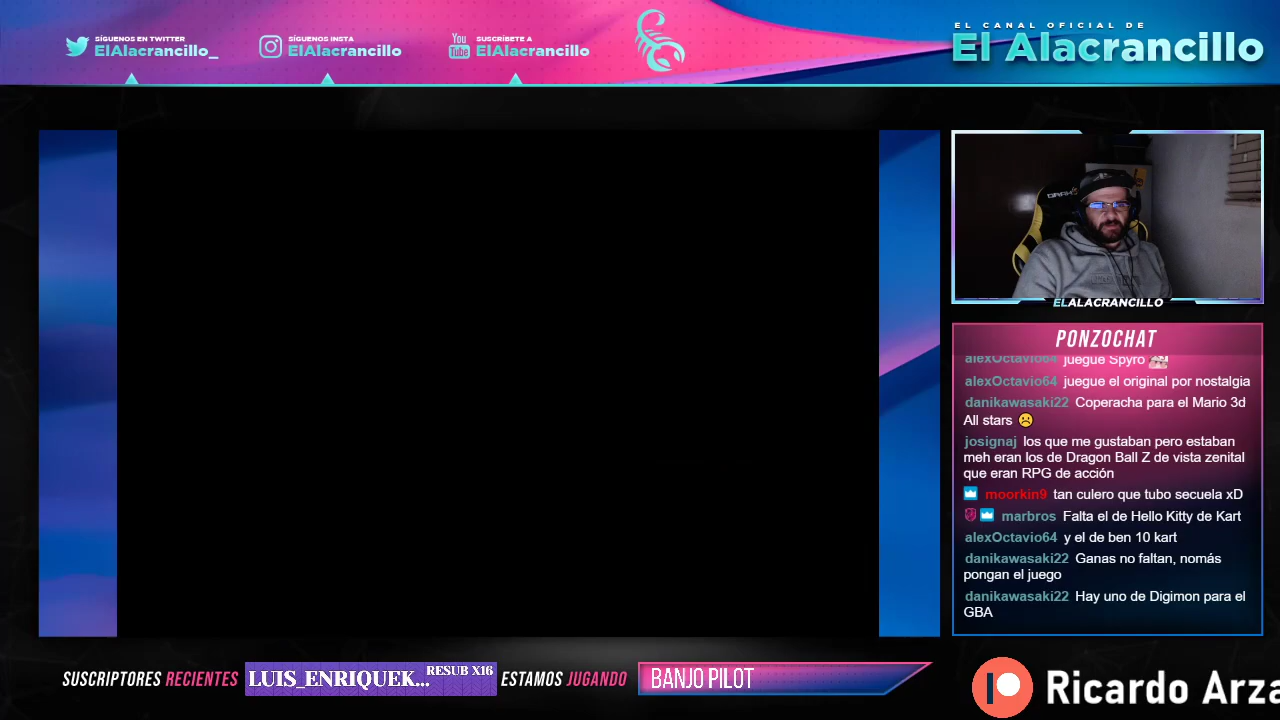 SÍGUENOS EN TWITTER
ElAlacrancillo_
SÍGUENOS INSTA
ElAlacrancillo
You
Tube
SUSCRÍBETE A
ElAlacrancillo
EL CANAL OFICIAL DE
El Alacrancillo
ELALACRANCILLO
PONZOCHAT
alexOctavio64 juegue Spyro
alexOctavio64 juegue el original por nostalgia
danikawasaki22 Coperacha para el Mario 3d
All stars
josignaj los que me gustaban pero estaban
meh eran los de Dragon Ball Z de vista zenital
que eran RPG de acción
moorkin9 tan culero que tubo secuela xD
marbros Falta el de Hello Kitty de Kart
alexOctavio64 y el de ben 10 kart
danikawasaki22 Ganas no faltan, nomás
pongan el juego
danikawasaki22 Hay uno de Digimon para el
GBA
SUSCRIPTORES RECIENTES
LUIS_ENRIQUEK...
RESUB X16
ESTAMOS JUGANDO
BANJO PILOT
Ricardo Arza